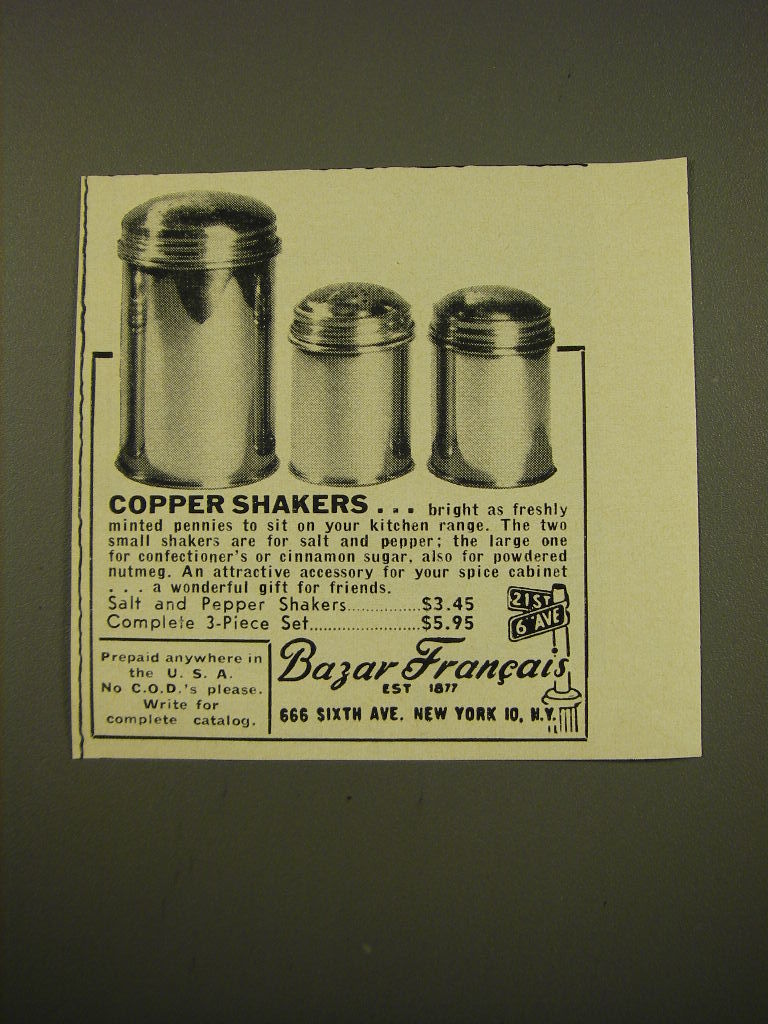 COPPER SHAKERS . . . bright as freshly
minted pennies to sit on your kitchen range. The two
small shakers are for salt and pepper; the large one
for confectioner's or cinnamon sugar, also for powdered
nutmeg. An attractive accessory for your spice cabinet
. . . a wonderful gift for friends.
Salt and Pepper Shakers...............$3.45
Complete 3-Piece Set.......................$5.95
21ST
6 AVE
Prepaid anywhere in
the U. S. A.
No C.O.D.'s please.
Write for
complete catalog.
Bazar Français
EST 1877
666 SIXTH AVE. NEW YORK 10, N.Y.